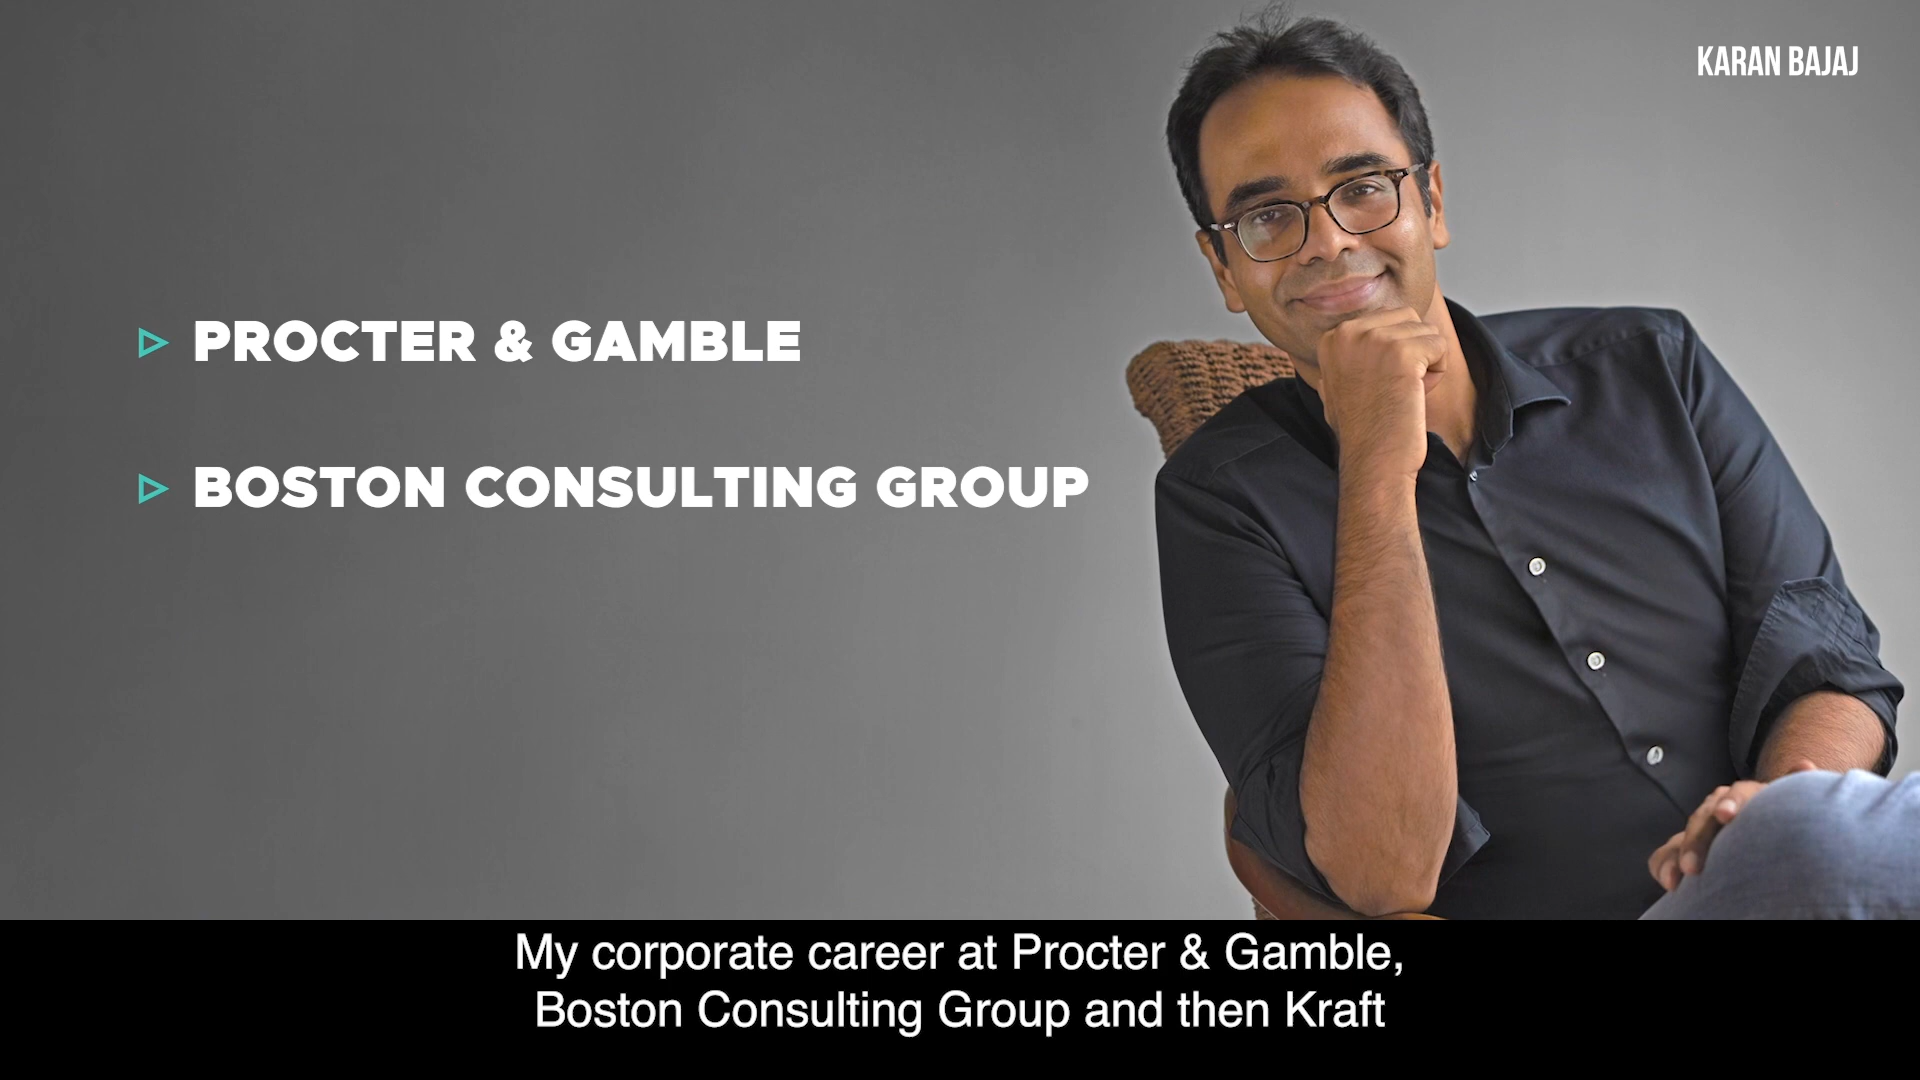 KARAN BAJAJ
PROCTER & GAMBLE
BOSTON CONSULTING GROUP
My corporate career at Procter & Gamble,
Boston Consulting Group and then Kraft